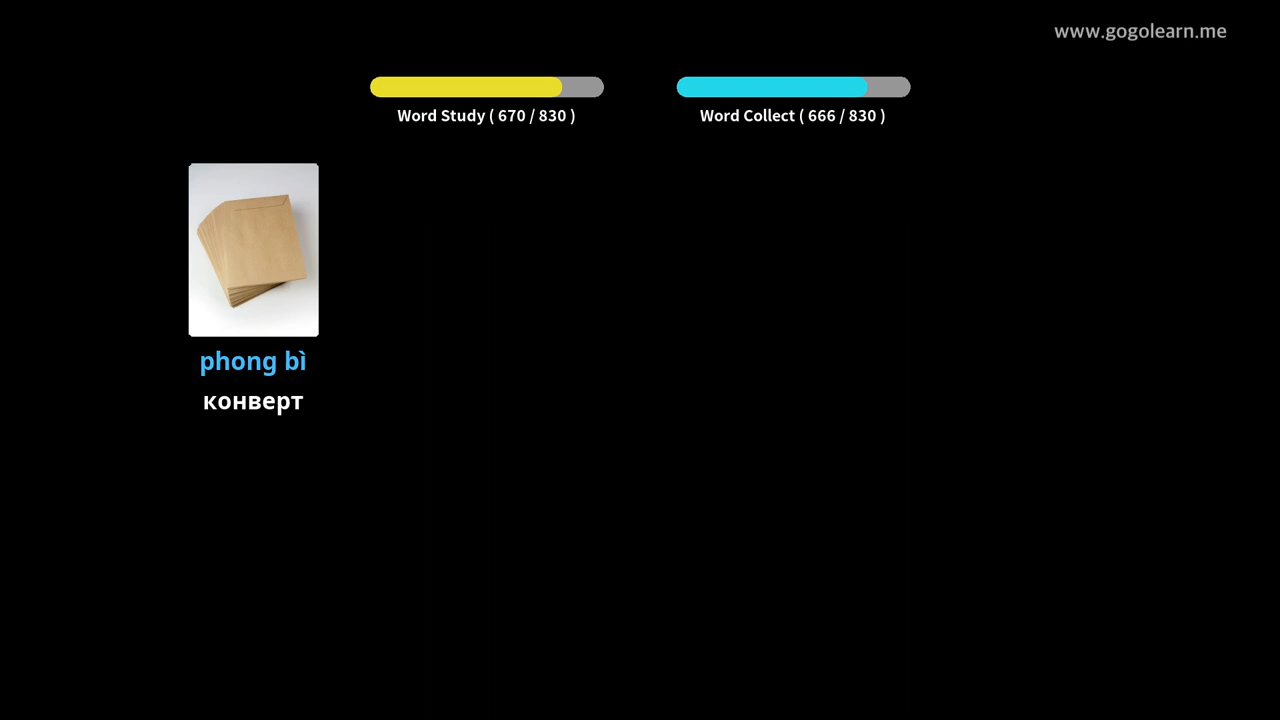 www.gogolearn.me
Word Study ( 670 / 830 )
Word Collect ( 666 / 830 )
phong bì
конверт